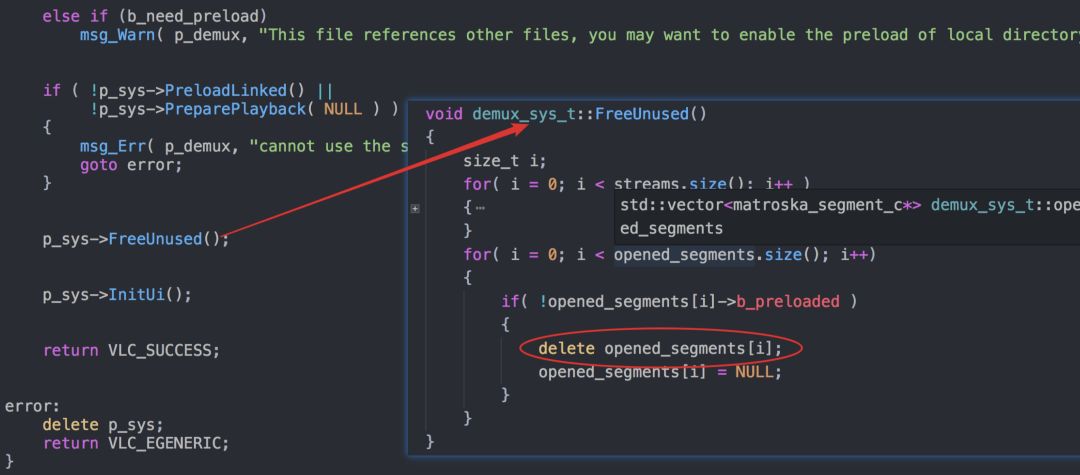 else if (b_need_preload)
msg_Warn( p_demux, "This file references other files, you may want to enable the preload of local directory
if ( !p_sys->PreloadLinked() ||
!p_sys->PreparePlayback( NULL ) )
{
msg_Err( p_demux, "cannot use the s
goto error;
}
p_sys->FreeUnused();
p_sys->InitUi();
return VLC_SUCCESS;
error:
delete p_sys;
return VLC_EGENERIC;
}
void demux_sys_t::FreeUnused()
{
size_t i;
for( i = 0; i < streams.size(); i++ )
{⋯
}
std::vector<matroska_segment_c*> demux_sys_t::ope
ed_segments
for( i = 0; i < opened_segments.size(); i++)
{
if( !opened_segments[i]->b_preloaded )
{
delete opened_segments[i];
opened_segments[i] = NULL;
}
}
}